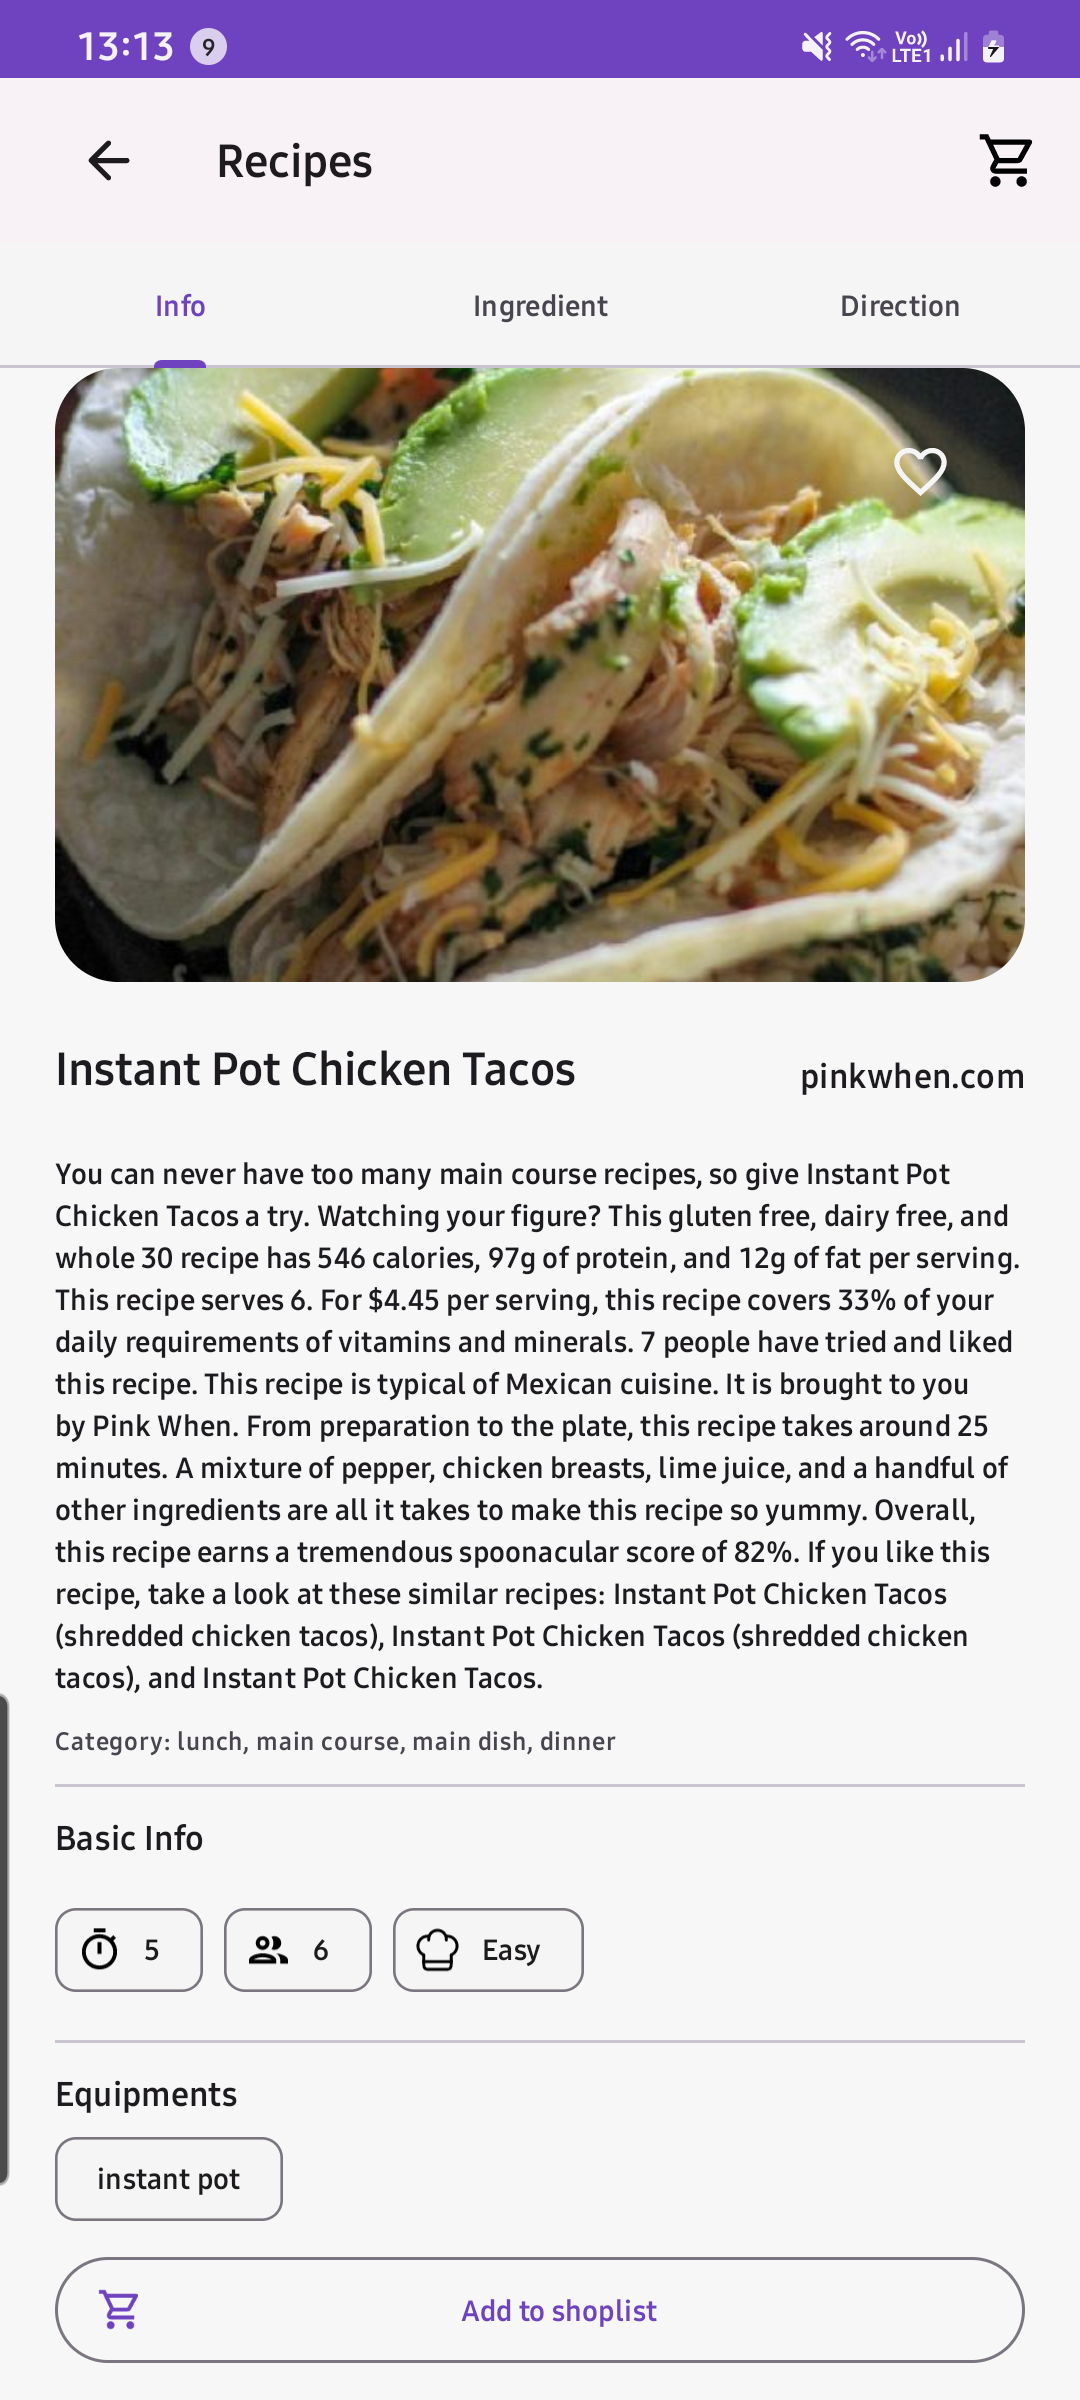 13:13 9 Vo)) LTE1
Recipes
Info Ingredient Direction
Instant Pot Chicken Tacos pinkwhen.com
You can never have too many main course recipes, so give Instant Pot
Chicken Tacos a try. Watching your figure? This gluten free, dairy free, and
whole 30 recipe has 546 calories, 97g of protein, and 12g of fat per serving.
This recipe serves 6. For $4.45 per serving, this recipe covers 33% of your
daily requirements of vitamins and minerals. 7 people have tried and liked
this recipe. This recipe is typical of Mexican cuisine. It is brought to you
by Pink When. From preparation to the plate, this recipe takes around 25
minutes. A mixture of pepper, chicken breasts, lime juice, and a handful of
other ingredients are all it takes to make this recipe so yummy. Overall,
this recipe earns a tremendous spoonacular score of 82%. If you like this
recipe, take a look at these similar recipes: Instant Pot Chicken Tacos
(shredded chicken tacos), Instant Pot Chicken Tacos (shredded chicken
tacos), and Instant Pot Chicken Tacos.
Category: lunch, main course, main dish, dinner
Basic Info
5 6 Easy
Equipments
instant pot
Add to shoplist